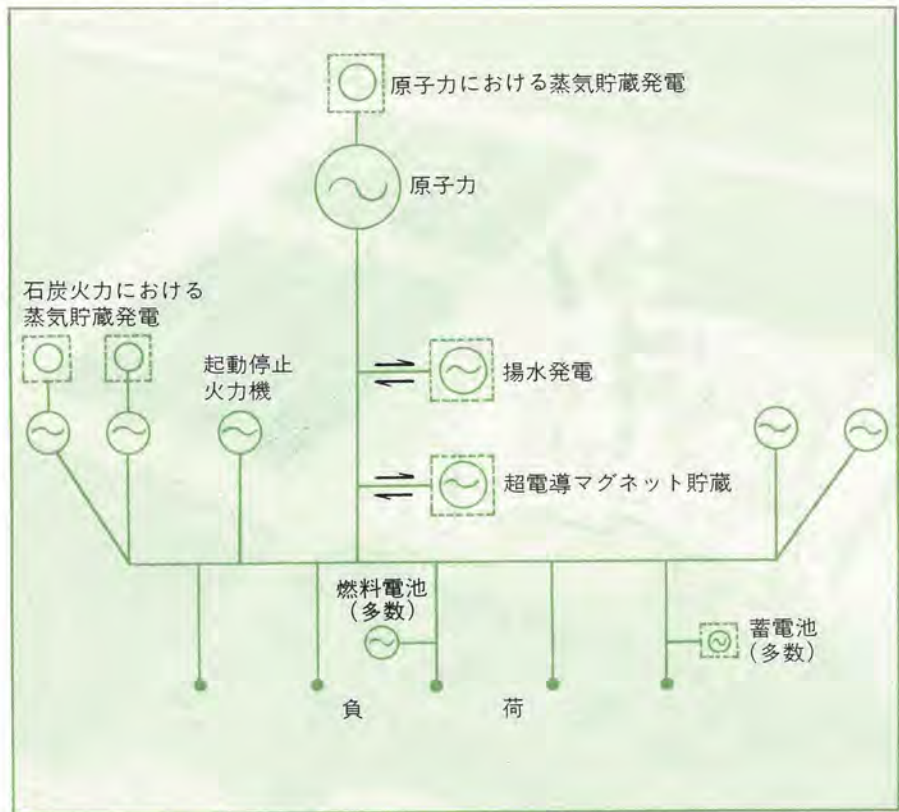 原子力における蒸気貯蔵発電
原子力
石炭火力における
蒸気貯蔵発電
起動停止
火力機
揚水発電
超電導マグネット貯蔵
燃料電池
(多数)
蓄電池
(多数)
負 荷